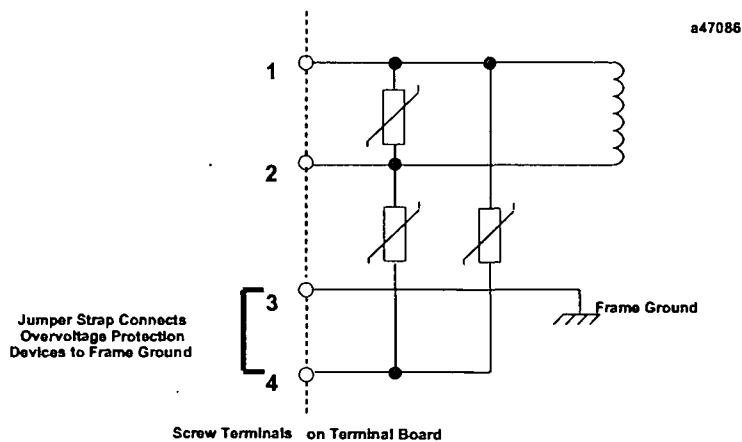 a47086
1
2
3
Frame Ground
Jumper Strap Connects
Overvoltage Protection
Devices to Frame Ground
4
Screw Terminals on Terminal Board